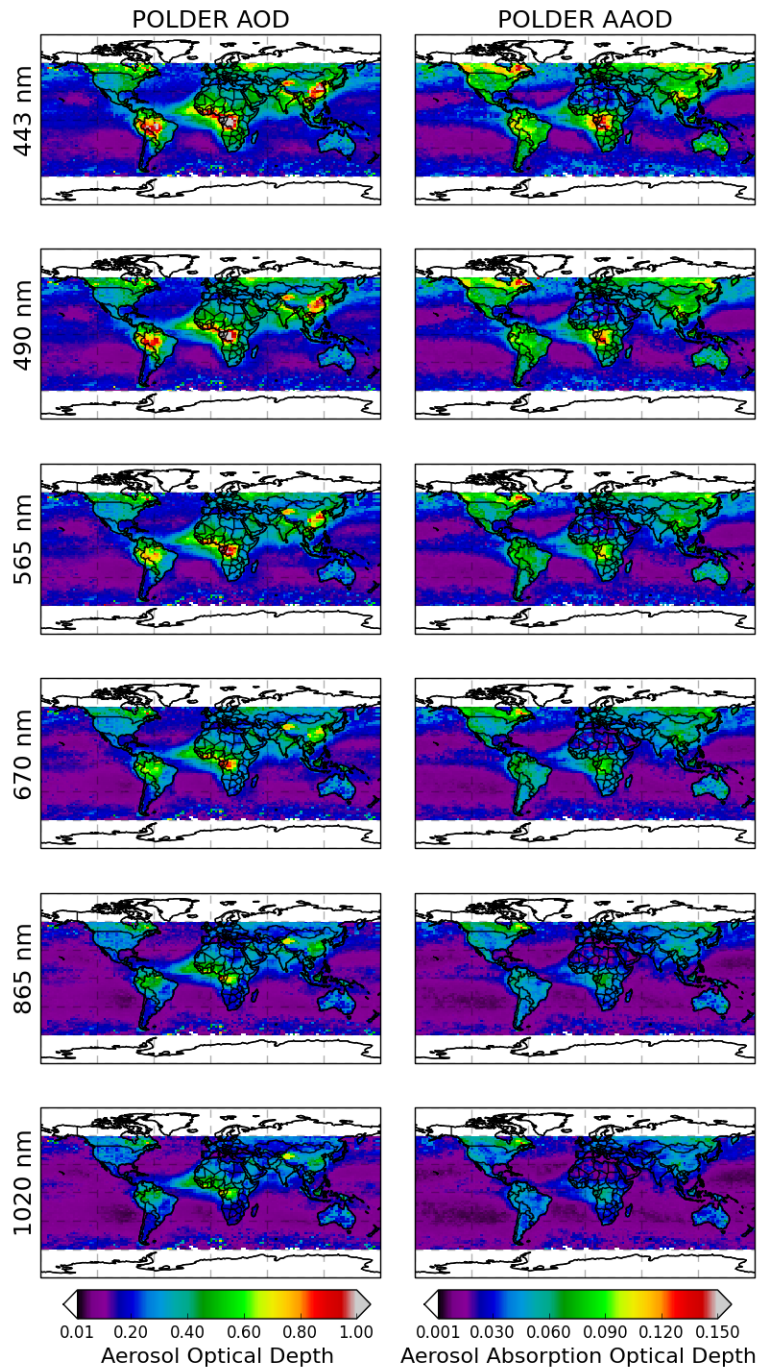 POLDER AOD POLDER AAOD
443 nm
490 nm
565 nm
670 nm
865 nm
1020 nm
0.01 0.20 0.40 0.60 0.80 1.00 0.001 0.030 0.060 0.090 0.120 0.150
Aerosol Optical Depth Aerosol Absorption Optical Depth